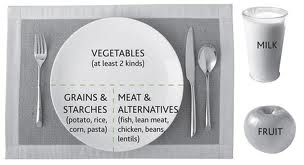 VEGETABLES
(at least 2 kinds)
MILK
GRAINS &
STARCHES
(potato, rice,
corn, pasta)
MEAT &
ALTERNATIVES
(fish, lean meat,
chicken, beans,
lentils)
FRUIT